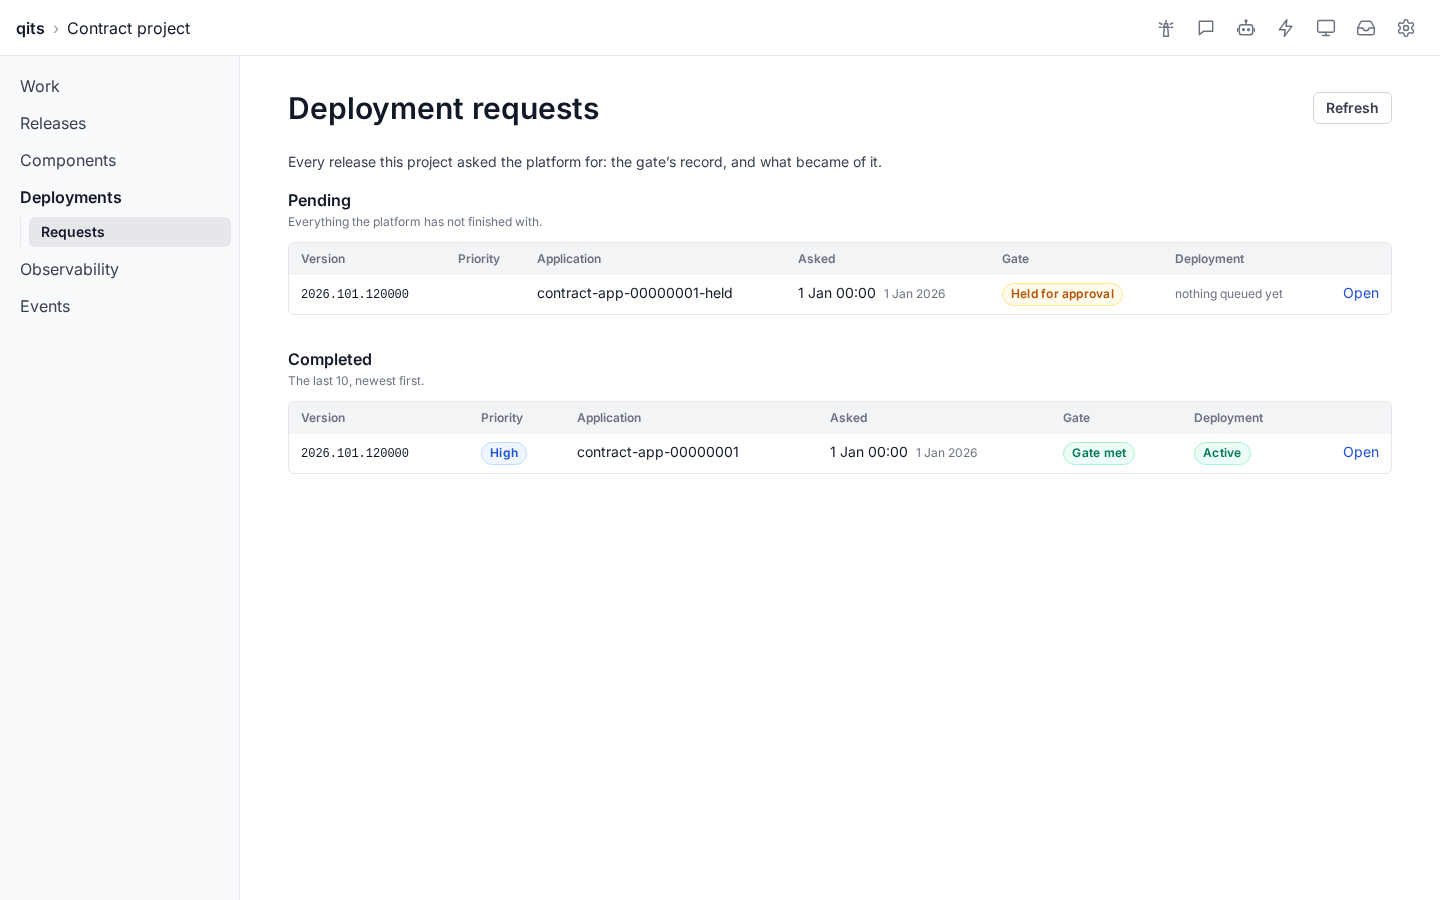 qits › Contract project
Work
Releases
Components
Deployments
Requests
Observability
Events
Deployment requests
Refresh
Every release this project asked the platform for: the gate’s record, and what became of it.
Pending
Everything the platform has not finished with.
Version Priority Application Asked Gate Deployment
2026.101.120000 contract-app-00000001-held 1 Jan 00:00 1 Jan 2026 Held for approval nothing queued yet Open
Completed
The last 10, newest first.
Version Priority Application Asked Gate Deployment
2026.101.120000 High contract-app-00000001 1 Jan 00:00 1 Jan 2026 Gate met Active Open